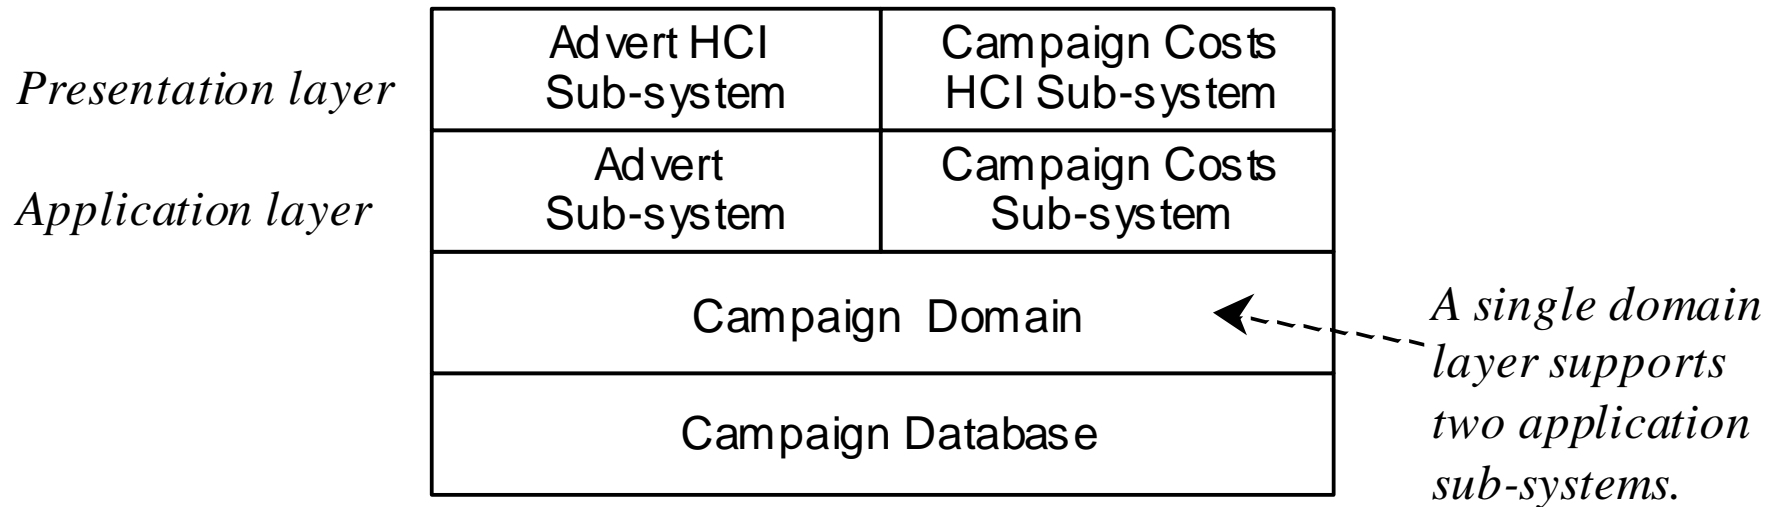 Presentation layer
Advert HCI
Sub-system
Campaign Costs
HCI Sub-system
Application layer
Advert
Sub-system
Campaign Costs
Sub-system
Campaign Domain
A single domain
layer supports
two application
sub-systems.
Campaign Database